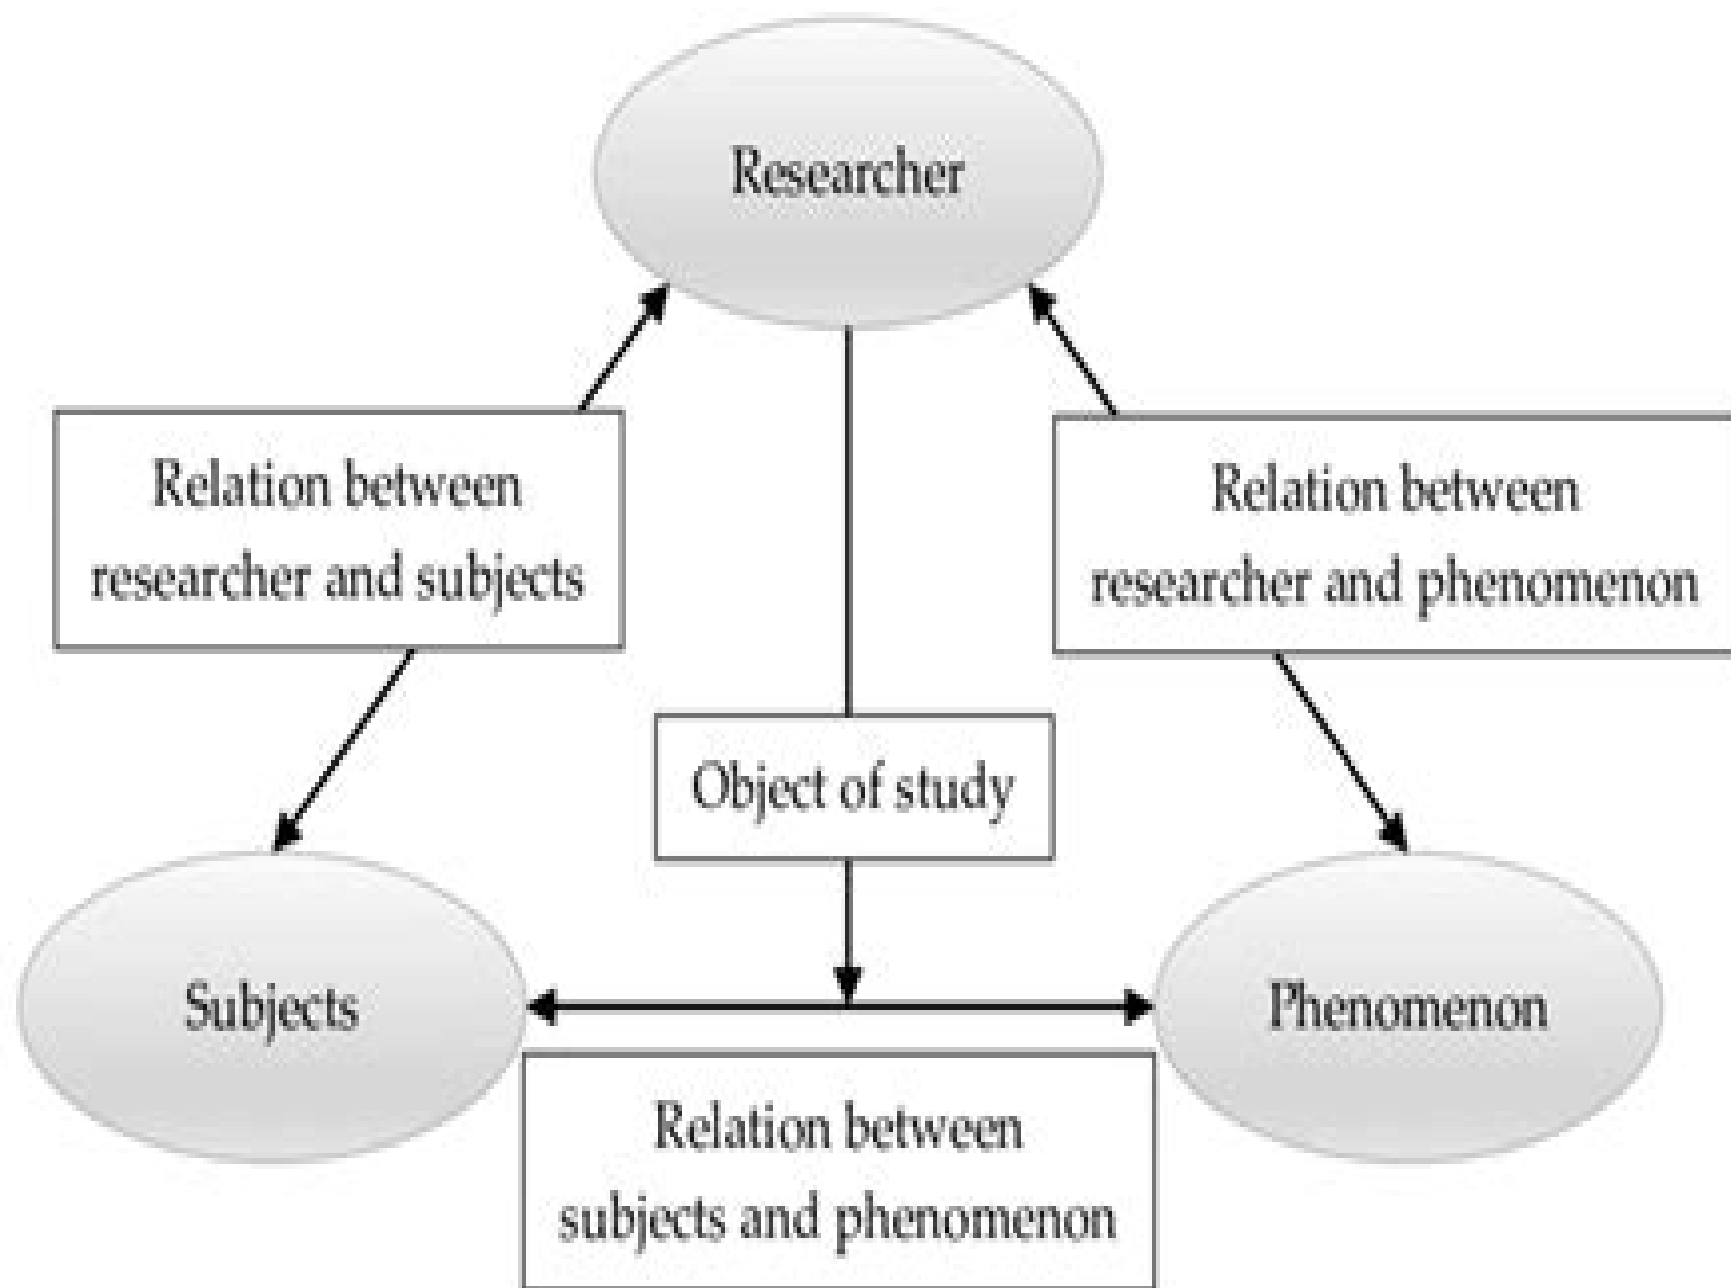 Researcher
Relation between
researcher and subjects
Relation between
researcher and phenomenon
Object of study
Subjects
Phenomenon
Relation between
subjects and phenomenon